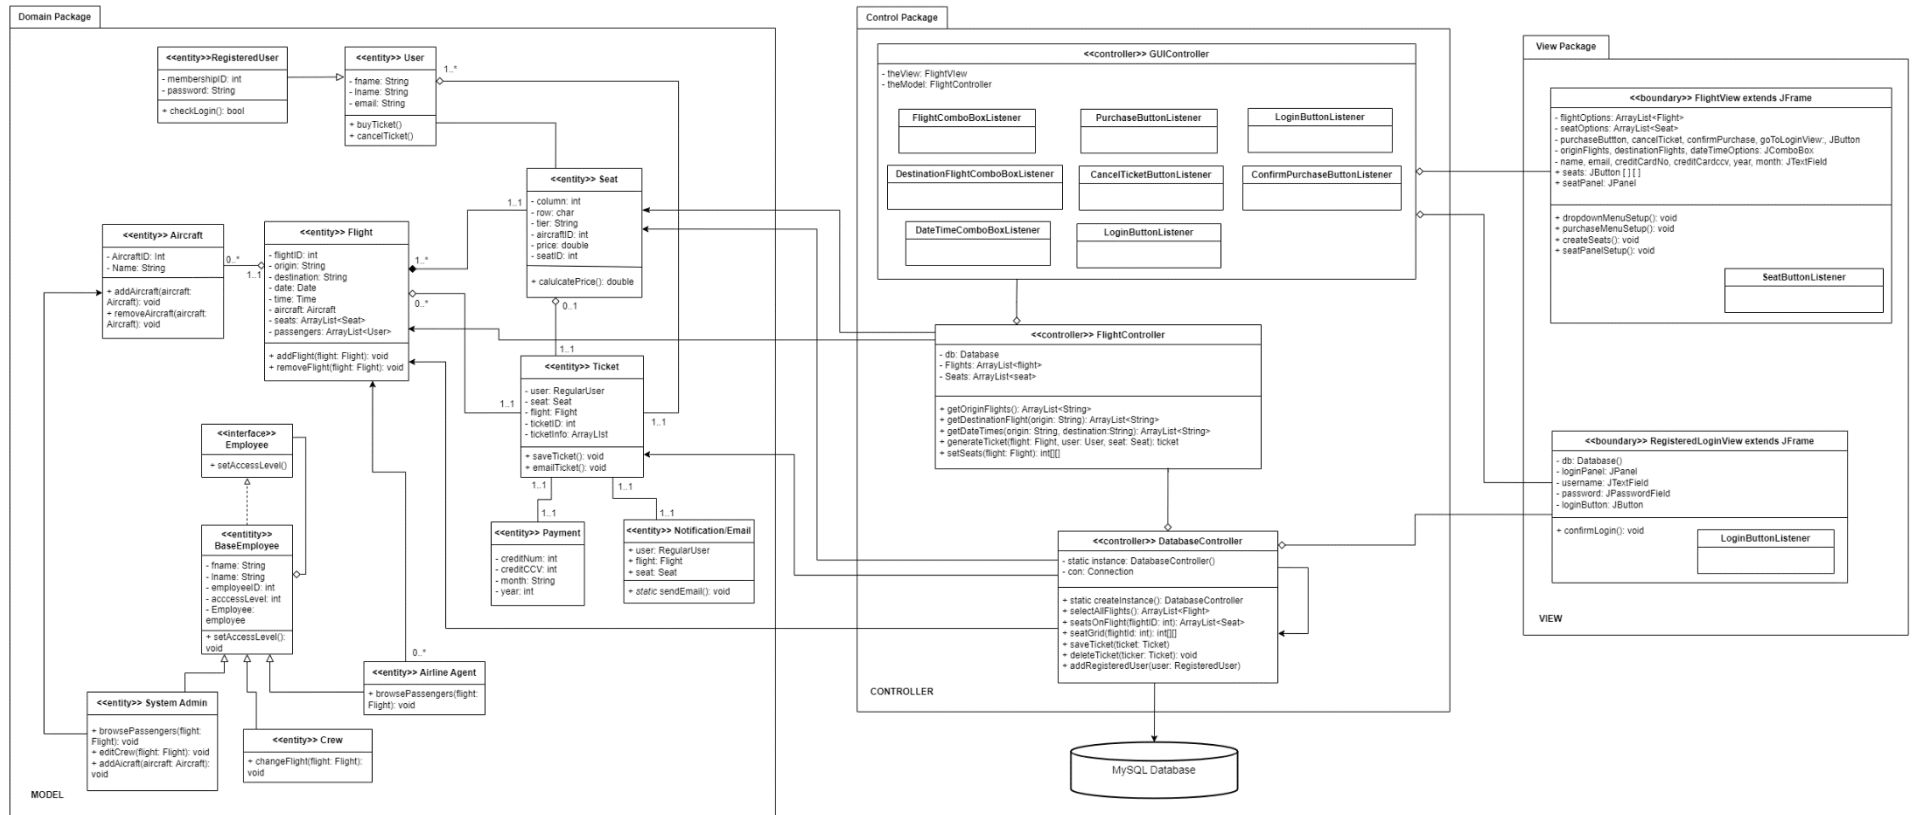 Domain Package
<<entity>>RegisteredUser
- membershipID: int
- password: String
+ checkLogin(): bool
<<entity>> User
- fname: String
- lname: String
- email: String
+ buyTicket()
+ cancelTicket()
1..*
<<entity>> Seat
- column: int
- row: char
- tier: String
- aircraftID: int
- price: double
- seatID: int
+ calulcatePrice(): double
1..1
0..1
<<entity>> Aircraft
- AircraftID: Int
- Name: String
+ addAircraft(aircraft:
Aircraft): void
+ removeAircraft(aircraft:
Aircraft): void
0..*
1..1
<<entity>> Flight
- flightID: int
- origin: String
- destination: String
- date: Date
- time: Time
- aircraft: Aircraft
- seats: ArrayList<Seat>
- passengers: ArrayList<User>
+ addFlight(flight: Flight): void
+ removeFlight(flight: Flight): void
1..*
0..*
1..1
<<entity>> Ticket
- user: RegularUser
- seat: Seat
- flight: Flight
- ticketID: int
- ticketInfo: ArrayLIst
+ saveTicket(): void
+ emailTicket(): void
1..1
1..1
1..1
1..1
1..1
1..1
<<interface>>
Employee
+ setAccessLevel()
<<entitity>>
BaseEmployee
- fname: String
- lname: String
- employeeID: int
- acccessLevel: int
- Employee:
employee
+ setAccessLevel():
void
<<entity>> Payment
- creditNum: int
- creditCCV: int
- month: String
- year: int
<<entity>> Notification/Email
+ user: RegularUser
+ flight: Flight
+ seat: Seat
+ static sendEmail(): void
0..*
<<entity>> Airline Agent
+ browsePassengers(flight:
Flight): void
<<entity>> System Admin
+ browsePassengers(flight:
Flight): void
+ editCrew(flight: Flight): void
+ addAicraft(aircraft: Aircraft):
void
<<entity>> Crew
+ changeFlight(flight: Flight):
void
MODEL
Control Package
<<controller>> GUIController
- theView: FlightView
- theModel: FlightController
FlightComboBoxListener
PurchaseButtonListener
LoginButtonListener
DestinationFlightComboBoxListener
CancelTicketButtonListener
ConfirmPurchaseButtonListener
DateTimeComboBoxListener
LoginButtonListener
<<controller>> FlightController
- db: Database
- Flights: ArrayList<flight>
- Seats: ArrayList<seat>
+ getOriginFlights(): ArrayList<String>
+ getDestinationFlight(origin: String): ArrayList<String>
+ getDateTimes(origin: String, destination:String): ArrayList<String>
+ generateTicket(flight: Flight, user: User, seat: Seat): ticket
+ setSeats(flight: Flight): int[][]
<<controller>> DatabaseController
- static instance: DatabaseController()
- con: Connection
+ static createInstance(): DatabaseController
+ selectAllFlights(): ArrayList<Flight>
+ seatsOnFlight(flightID: int): ArrayList<Seat>
+ seatGrid(flightId: int): int[][]
+ saveTicket(ticket: Ticket)
+ deleteTicket(ticker: Ticket): void
+ addRegisteredUser(user: RegisteredUser)
CONTROLLER
MySQL Database
View Package
<<boundary>> FlightView extends JFrame
- flightOptions: ArrayList<Flight>
- seatOptions: ArrayList<Seat>
- purchaseButtton, cancelTicket, confirmPurchase, goToLoginView:, JButton
- originFlights, destinationFlights, dateTimeOptions: JComboBox
- name, email, creditCardNo, creditCardccv, year, month: JTextField
+ seats: JButton [ ] [ ]
+ seatPanel: JPanel
+ dropdownMenuSetup(): void
+ purchaseMenuSetup(): void
+ createSeats(): void
+ seatPanelSetup(): void
SeatButtonListener
<<boundary>> RegisteredLoginView extends JFrame
- db: Database()
- loginPanel: JPanel
- username: JTextField
- password: JPasswordField
- loginButton: JButton
+ confirmLogin(): void
LoginButtonListener
VIEW